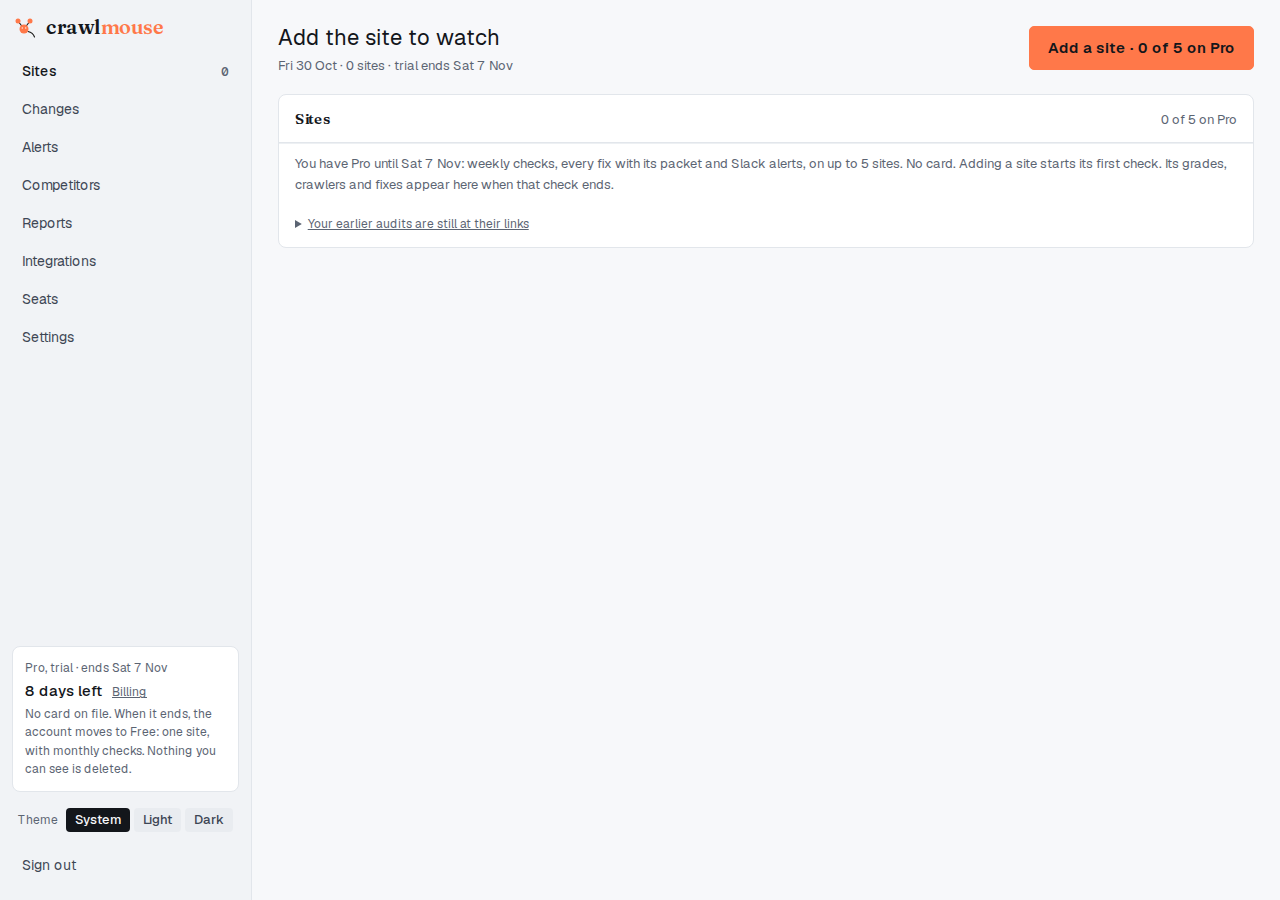 crawlmouse
Sites 0
Changes
Alerts
Competitors
Reports
Integrations
Seats
Settings
Pro, trial · ends Sat 7 Nov
8 days left Billing
No card on file. When it ends, the
account moves to Free: one site,
with monthly checks. Nothing you
can see is deleted.
Theme System Light Dark
Sign out
Add the site to watch
Fri 30 Oct · 0 sites · trial ends Sat 7 Nov
Add a site · 0 of 5 on Pro
Sites 0 of 5 on Pro
You have Pro until Sat 7 Nov: weekly checks, every fix with its packet and Slack alerts, on up to 5 sites. No card. Adding a site starts its first check. Its grades,
crawlers and fixes appear here when that check ends.
Your earlier audits are still at their links